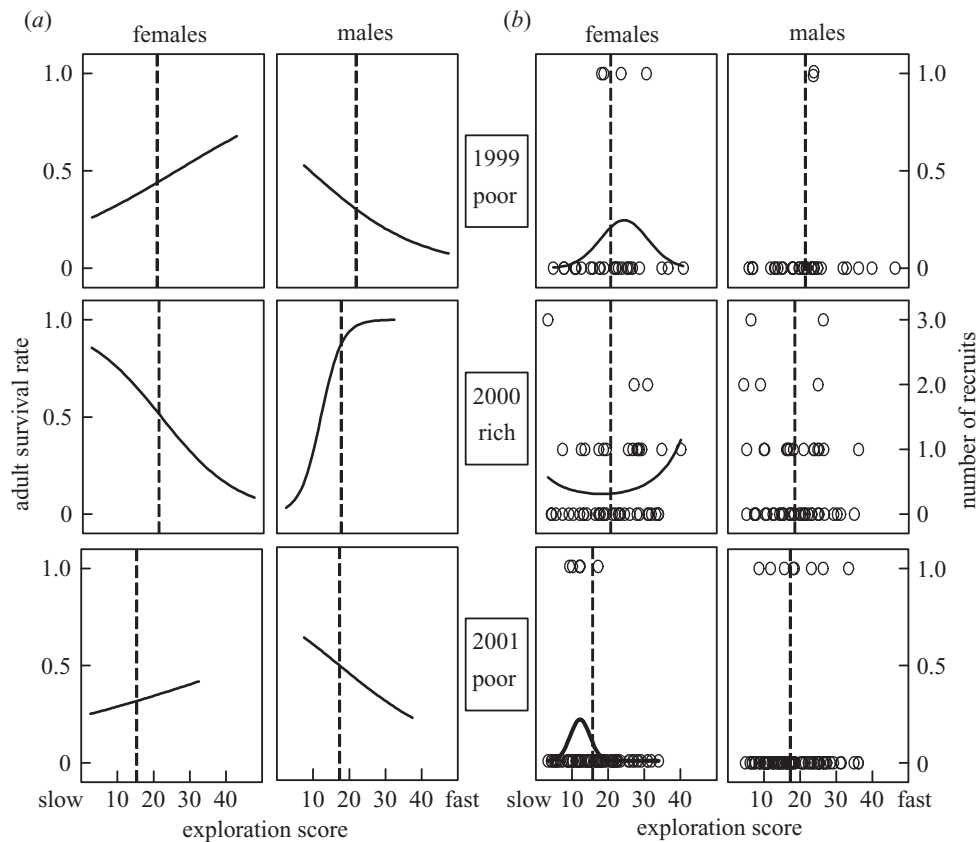 (a)
females males
(b)
females males
1.0
0.5
0
1999
poor
1.0
0.5
0
1.0
0.5
0
2000
rich
3.0
2.0
1.0
0
1.0
0.5
0
2001
poor
1.0
0.5
0
adult survival rate
number of recruits
slow 10 20 30 40 10 20 30 40 fast
exploration score
slow 10 20 30 40 10 20 30 40 fast
exploration score